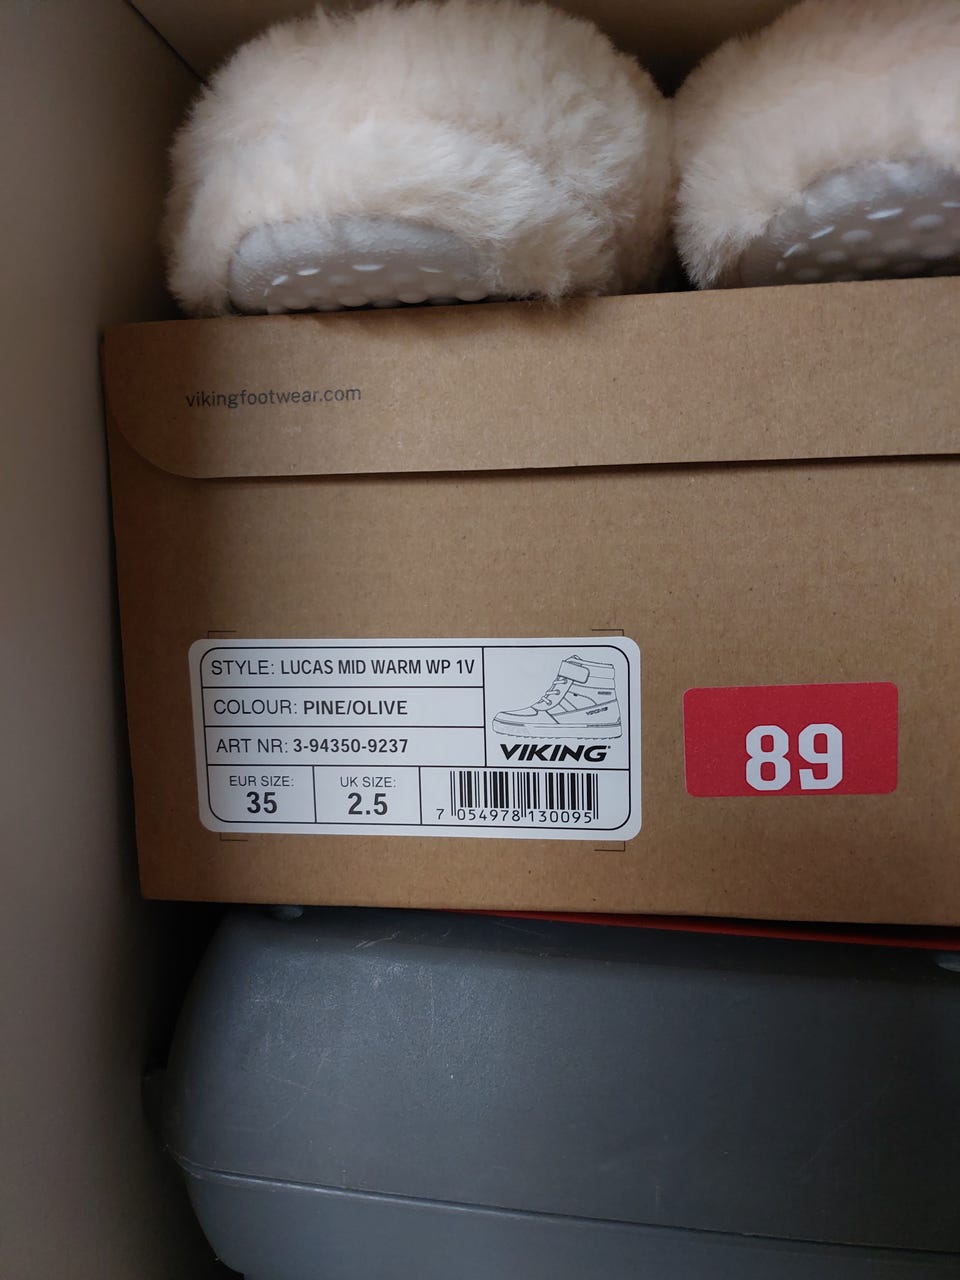 vikingfootwear.com
STYLE: LUCAS MID WARM WP 1V
COLOUR: PINE/OLIVE
ART NR: 3-94350-9237
VIKING
EUR SIZE:
35
UK SIZE:
2.5
7 054978 130095
89